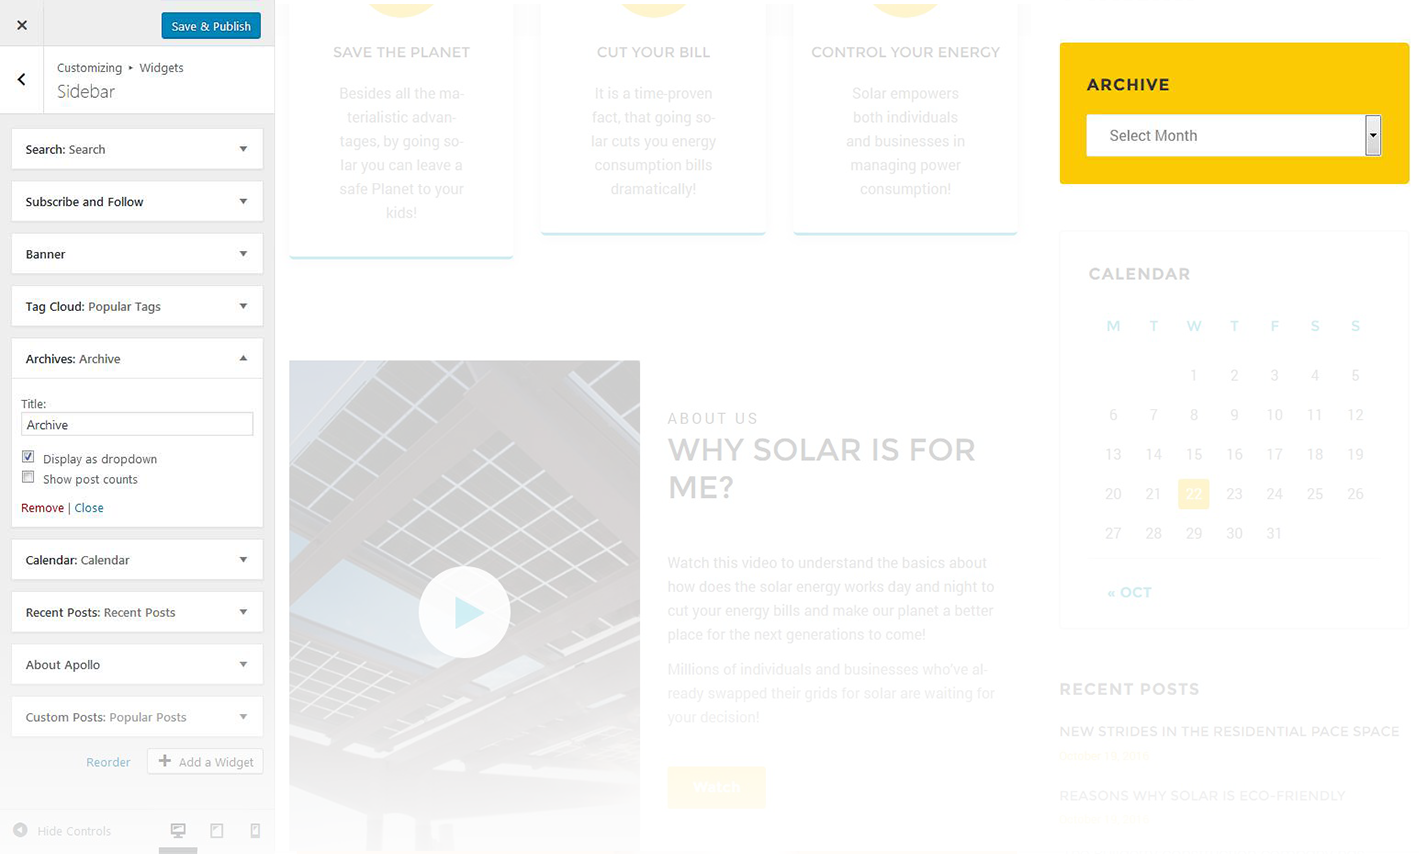 Save & Publish
Customizing ▸ Widgets
Sidebar
Search: Search
Subscribe and Follow
Banner
Tag Cloud: Popular Tags
Archives: Archive
Title:
Archive
Display as dropdown
Show post counts
Remove | Close
Calendar: Calendar
Recent Posts: Recent Posts
About Apollo
Custom Posts: Popular Posts
Reorder
Add a Widget
Hide Controls
SAVE THE PLANET
Besides all the ma-
terialistic advan-
tages, by going so-
lar you can leave a
safe Planet to your
kids!
CUT YOUR BILL
It is a time-proven
fact, that going so-
lar cuts you energy
consumption bills
dramatically!
CONTROL YOUR ENERGY
Solar empowers
both individuals
and businesses in
managing power
consumption!
ABOUT US
WHY SOLAR IS FOR
ME?
Watch this video to understand the basics about
how does the solar energy works day and night to
cut your energy bills and make our planet a better
place for the next generations to come!
Millions of individuals and businesses who've al-
ready swapped their grids for solar are waiting for
your decision!
Watch
ARCHIVE
Select Month
CALENDAR
M T W T F S S
1 2 3 4 5
6 7 8 9 10 11 12
13 14 15 16 17 18 19
20 21 22 23 24 25 26
27 28 29 30 31
« OCT
RECENT POSTS
NEW STRIDES IN THE RESIDENTIAL PACE SPACE
REASONS WHY SOLAR IS ECO-FRIENDLY